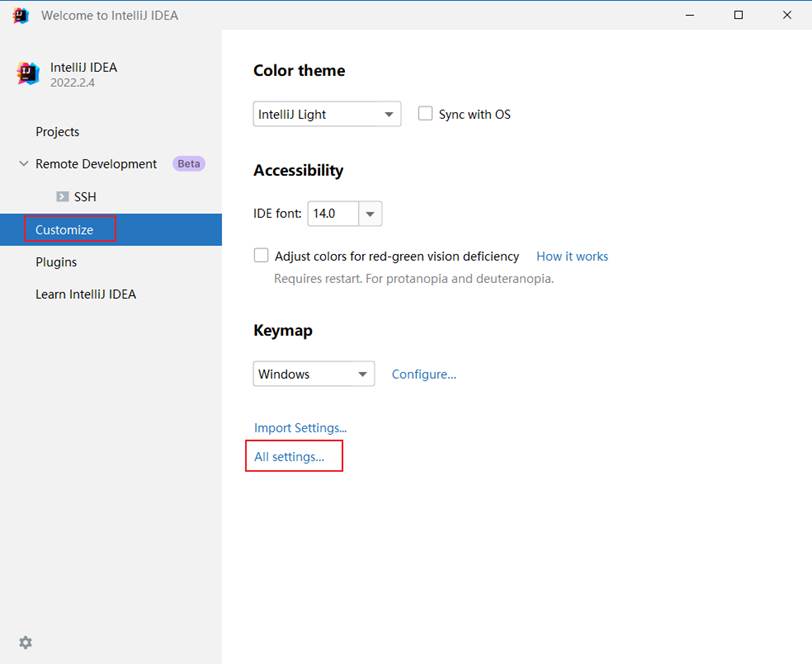 Welcome to IntelliJ IDEA
IntelliJ IDEA
2022.2.4
Projects
Remote Development Beta
SSH
Customize
Plugins
Learn IntelliJ IDEA
Color theme
IntelliJ Light Sync with OS
Accessibility
IDE font: 14.0
Adjust colors for red-green vision deficiency How it works
Requires restart. For protanopia and deuteranopia.
Keymap
Windows Configure...
Import Settings...
All settings...